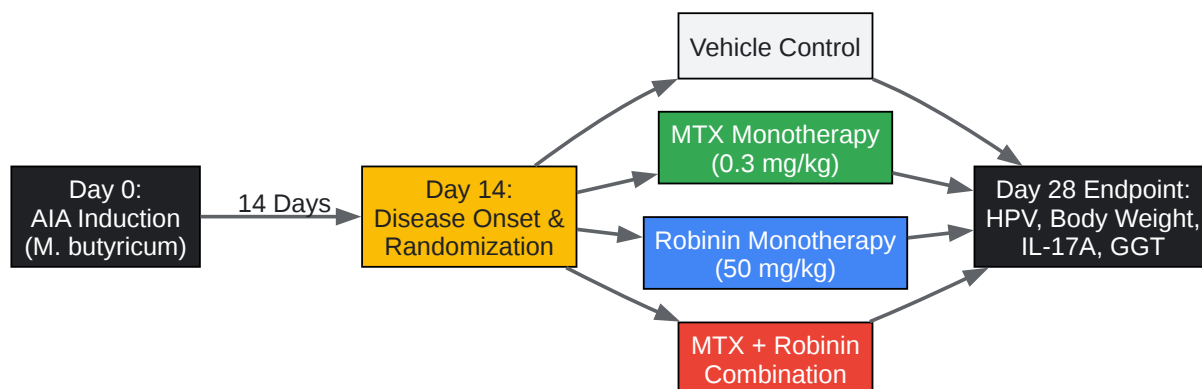 Day 0:
AIA Induction
(M. butyricum)
14 Days
Day 14:
Disease Onset &
Randomization
Vehicle Control
MTX Monotherapy
(0.3 mg/kg)
Robinin Monotherapy
(50 mg/kg)
MTX + Robinin
Combination
Day 28 Endpoint:
HPV, Body Weight,
IL-17A, GGT